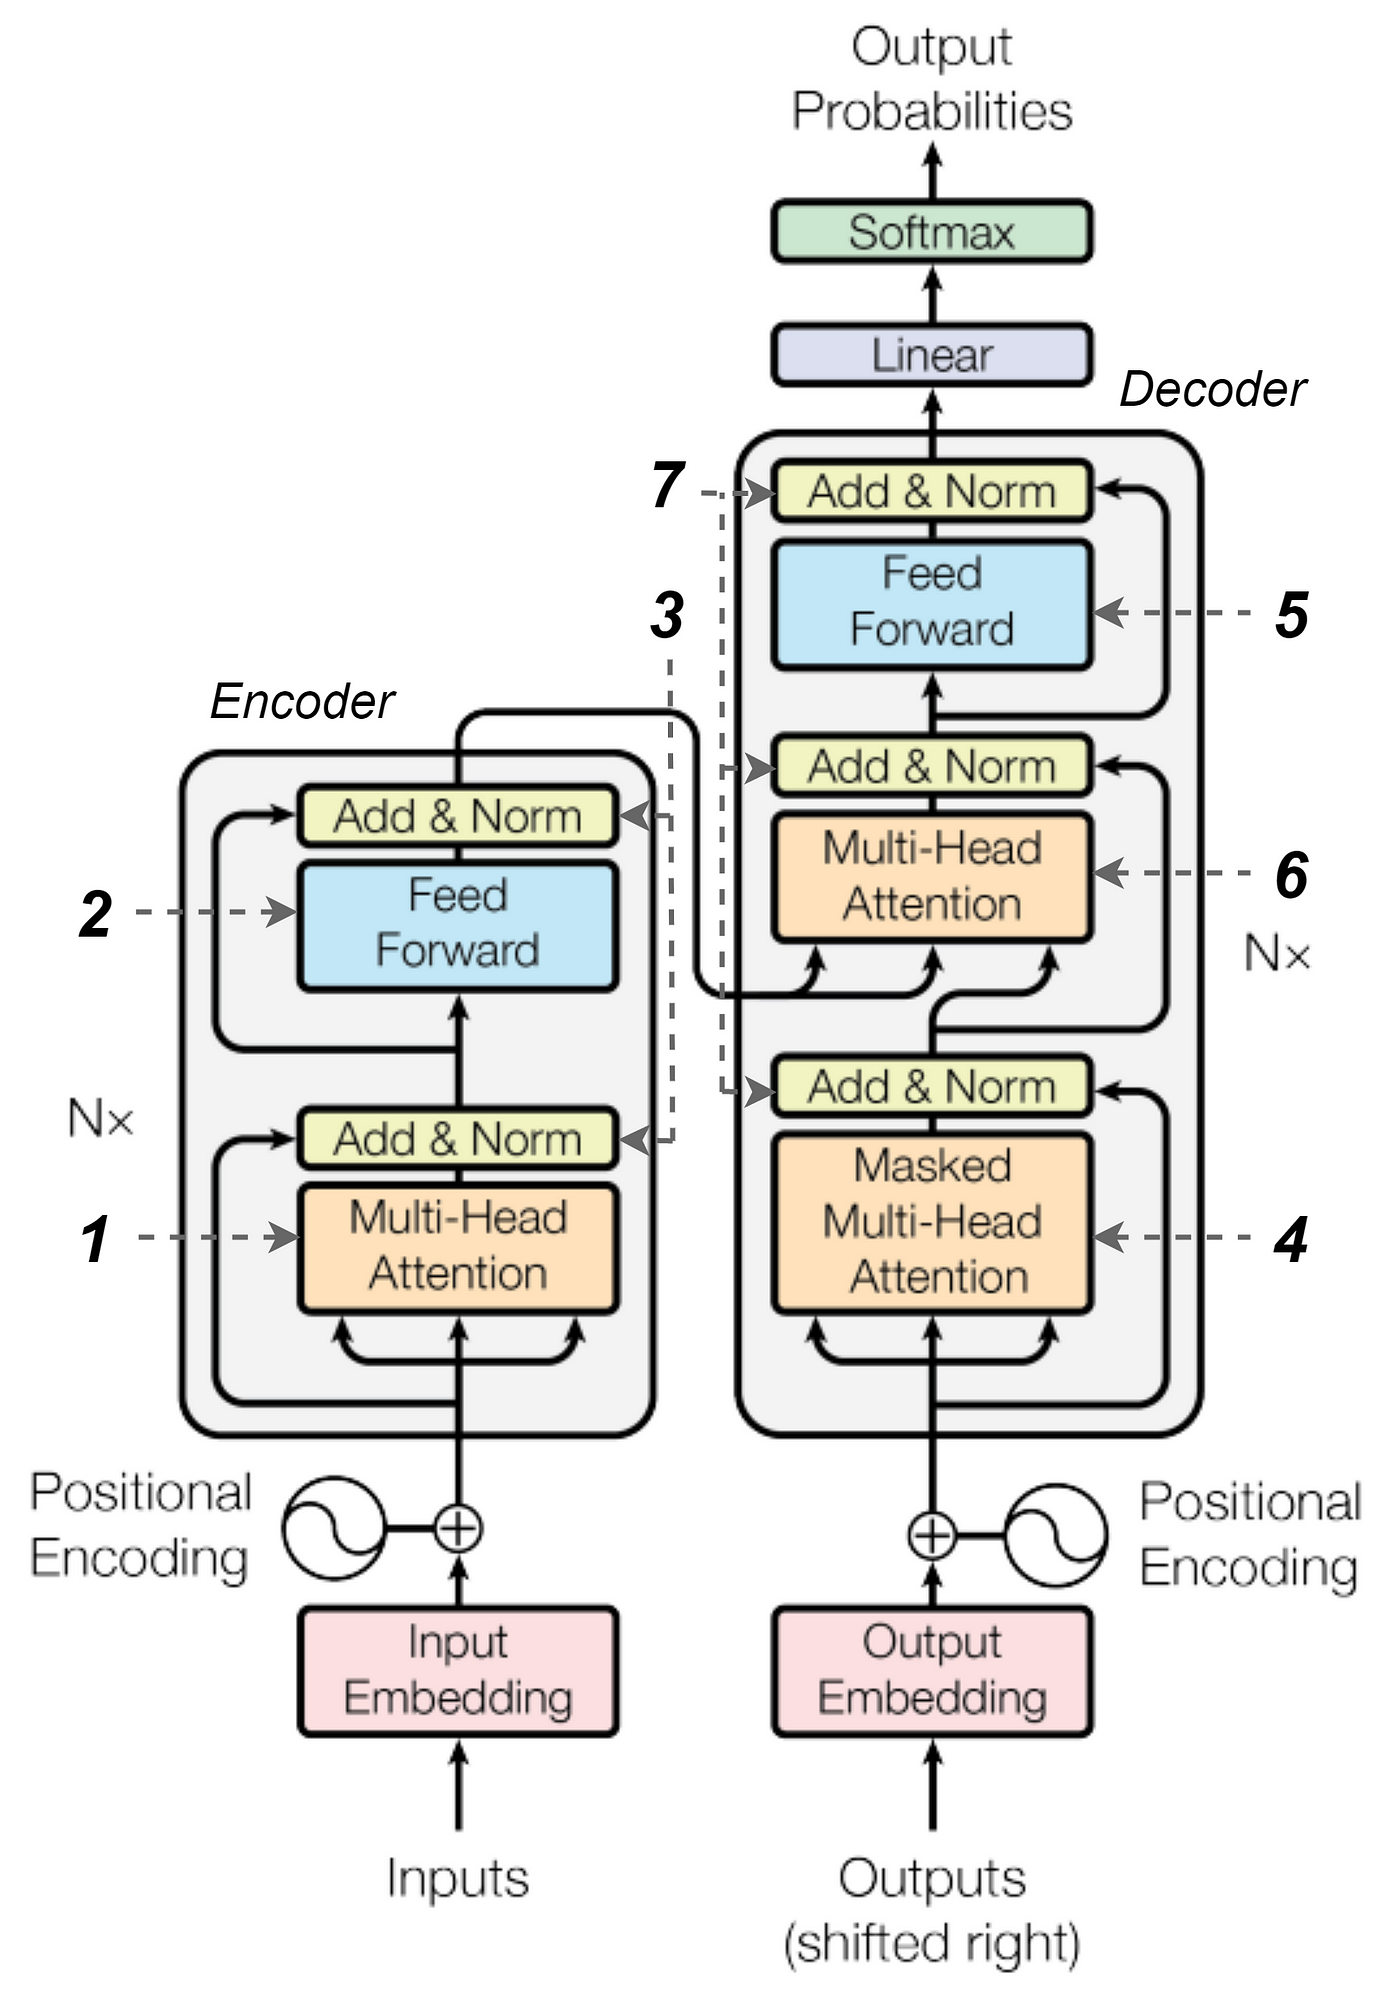 Output
Probabilities
Softmax
Linear
Decoder
7
Add & Norm
Feed
Forward
5
3
Add & Norm
Multi-Head
Attention
6
Nx
Add & Norm
Masked
Multi-Head
Attention
4
Encoder
Add & Norm
2
Feed
Forward
Nx
Add & Norm
1
Multi-Head
Attention
Positional
Encoding
Positional
Encoding
Input
Embedding
Output
Embedding
Inputs
Outputs
(shifted right)